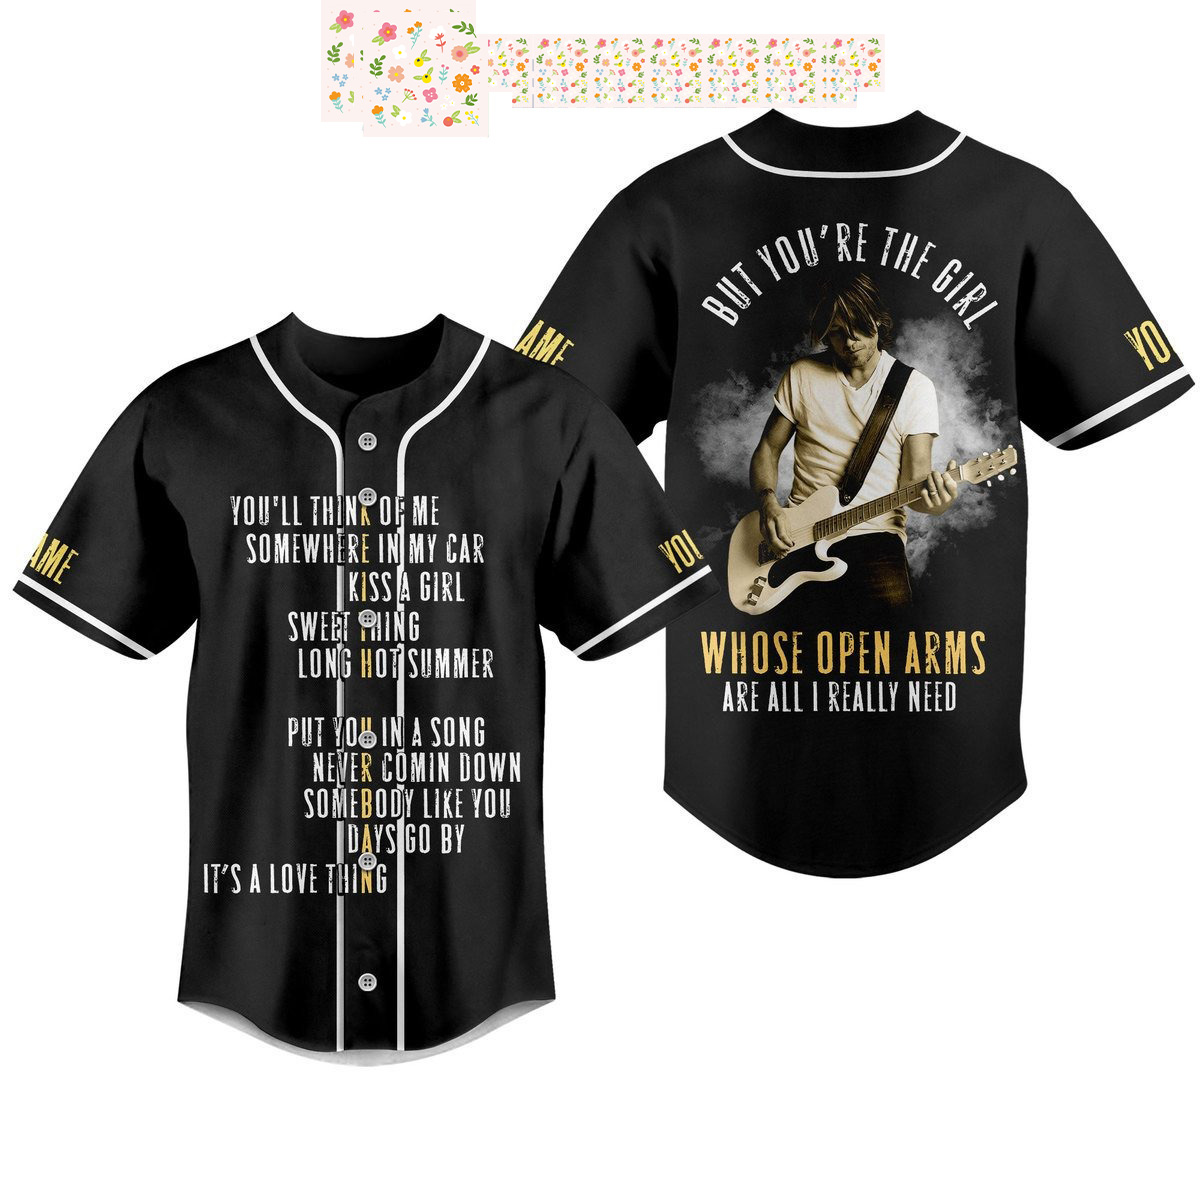 YOU'LL THINK OF ME
SOMEWHERE IN MY CAR
KISS A GIRL
SWEET THING
LONG HOT SUMMER
PUT YOU IN A SONG
NEVER COMIN DOWN
SOMEBODY LIKE YOU
DAYS GO BY
IT'S A LOVE THING
AME
YOU
BUT YOU'RE THE GIRL
WHOSE OPEN ARMS
ARE ALL I REALLY NEED
AME
YO